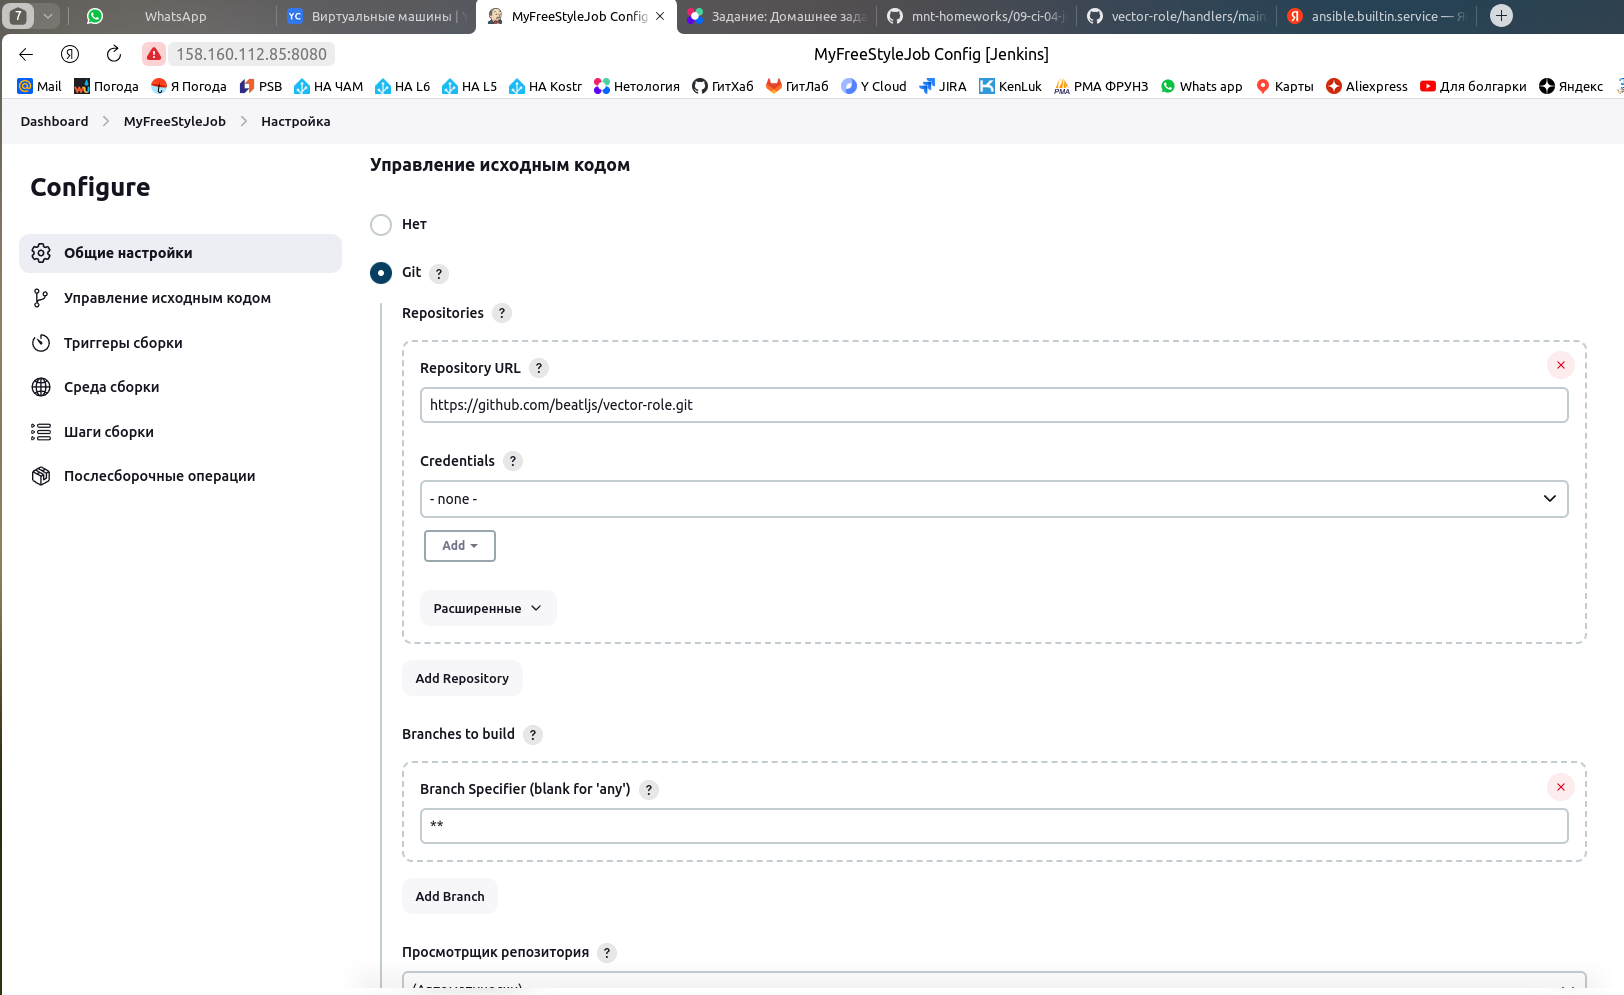 7 WhatsApp YC Виртуальные машины | MyFreeStyleJob Config Задание: Домашнее зада mnt-homeworks/09-ci-04-j vector-role/handlers/main. ansible.builtin.service — Я
Я 158.160.112.85:8080 MyFreeStyleJob Config [Jenkins]
Mail Погода Я Погода PSB НА ЧАМ НА L6 НА L5 НА Kostr Нетология ГитХаб ГитЛаб Y Cloud JIRA KenLuk РМА ФРУНЗ Whats app Карты Aliexpress Для болгарки Яндекс
Dashboard MyFreeStyleJob Настройка
Configure
Общие настройки
Управление исходным кодом
Триггеры сборки
Среда сборки
Шаги сборки
Послесборочные операции
Управление исходным кодом
Нет
Git ?
Repositories ?
Repository URL ?
https://github.com/beatljs/vector-role.git
Credentials ?
- none -
Add
Расширенные
Add Repository
Branches to build ?
Branch Specifier (blank for 'any') ?
**
Add Branch
Просмотрщик репозитория ?
(Автоматически)